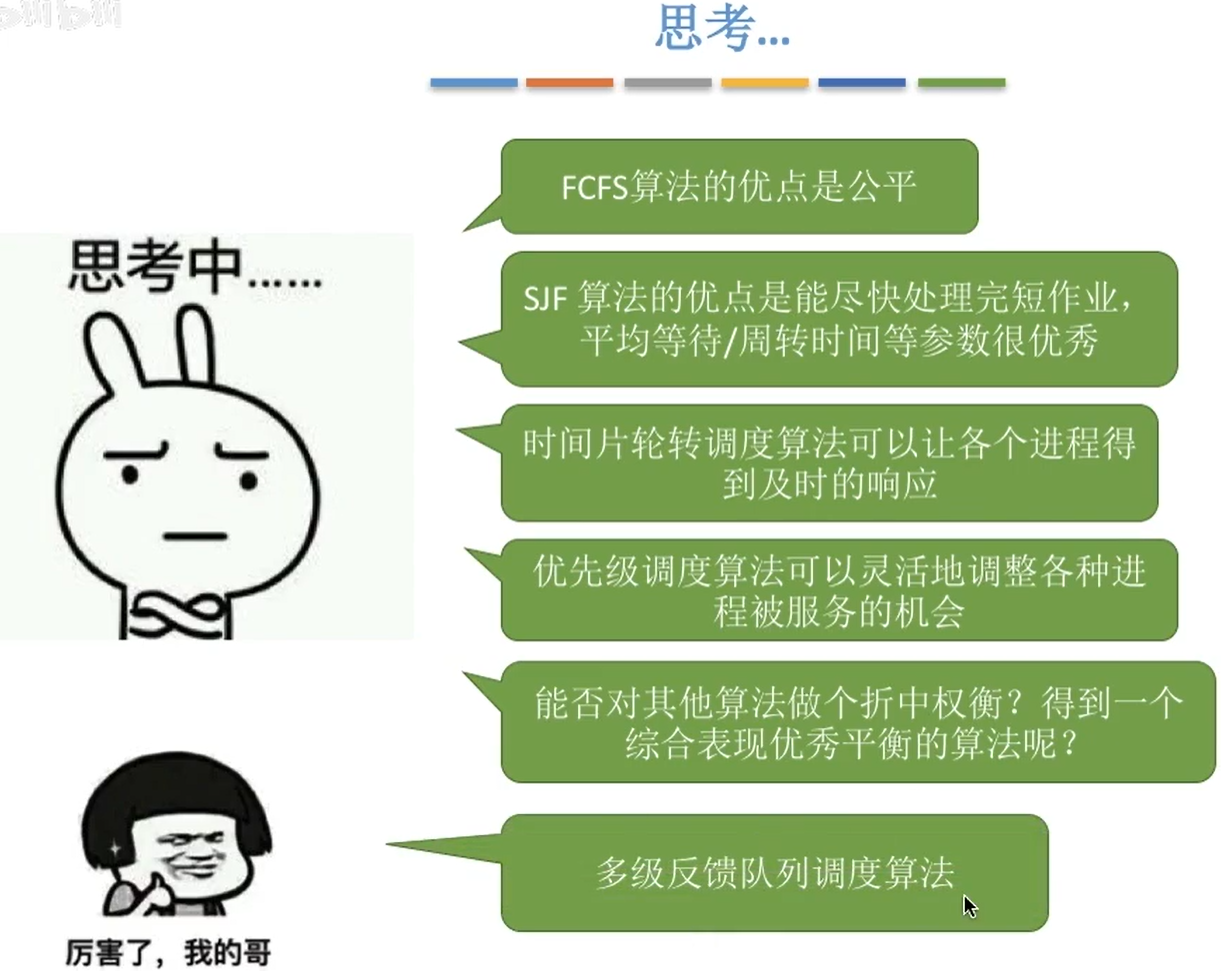 思考...
FCFS算法的优点是公平
思考中......
SJF 算法的优点是能尽快处理完短作业，
平均等待/周转时间等参数很优秀
时间片轮转调度算法可以让各个进程得
到及时的响应
优先级调度算法可以灵活地调整各种进
程被服务的机会
能否对其他算法做个折中权衡？得到一个
综合表现优秀平衡的算法呢？
多级反馈队列调度算法
厉害了，我的哥